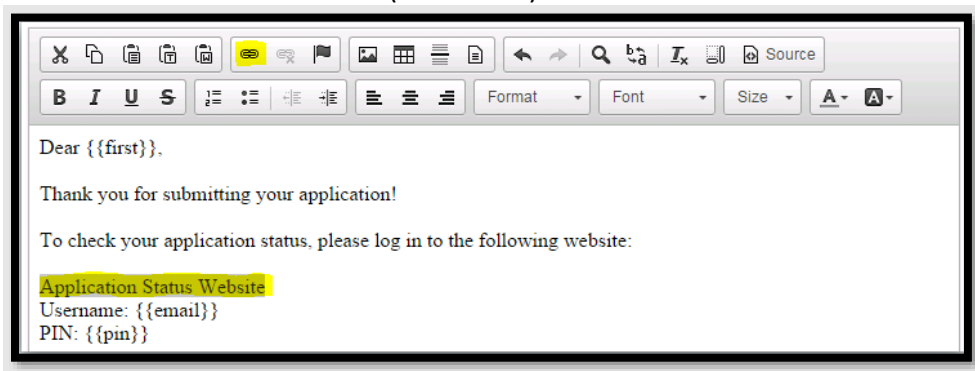 Source
B I U S Format Font Size A A
Dear {{first}},
Thank you for submitting your application!
To check your application status, please log in to the following website:
Application Status Website
Username: {{email}}
PIN: {{pin}}